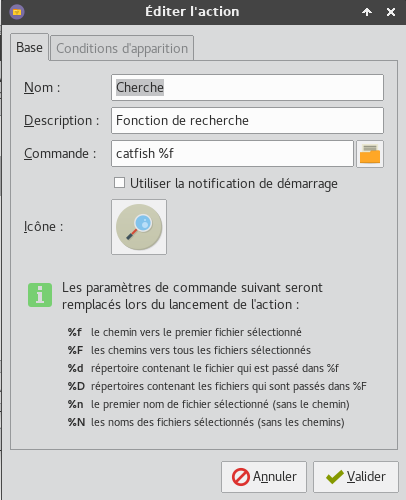 Éditer l'action
Base
Conditions d'apparition
Nom :
Cherche
Description :
Fonction de recherche
Commande :
catfish %f
Utiliser la notification de démarrage
Icône :
Les paramètres de commande suivant seront
remplacés lors du lancement de l'action :
%f le chemin vers le premier fichier sélectionné
%F les chemins vers tous les fichiers sélectionnés
%d répertoire contenant le fichier qui est passé dans %f
%D répertoires contenant les fichiers qui sont passés dans %F
%n le premier nom de fichier sélectionné (sans le chemin)
%N les noms des fichiers sélectionnés (sans les chemins)
Annuler
Valider